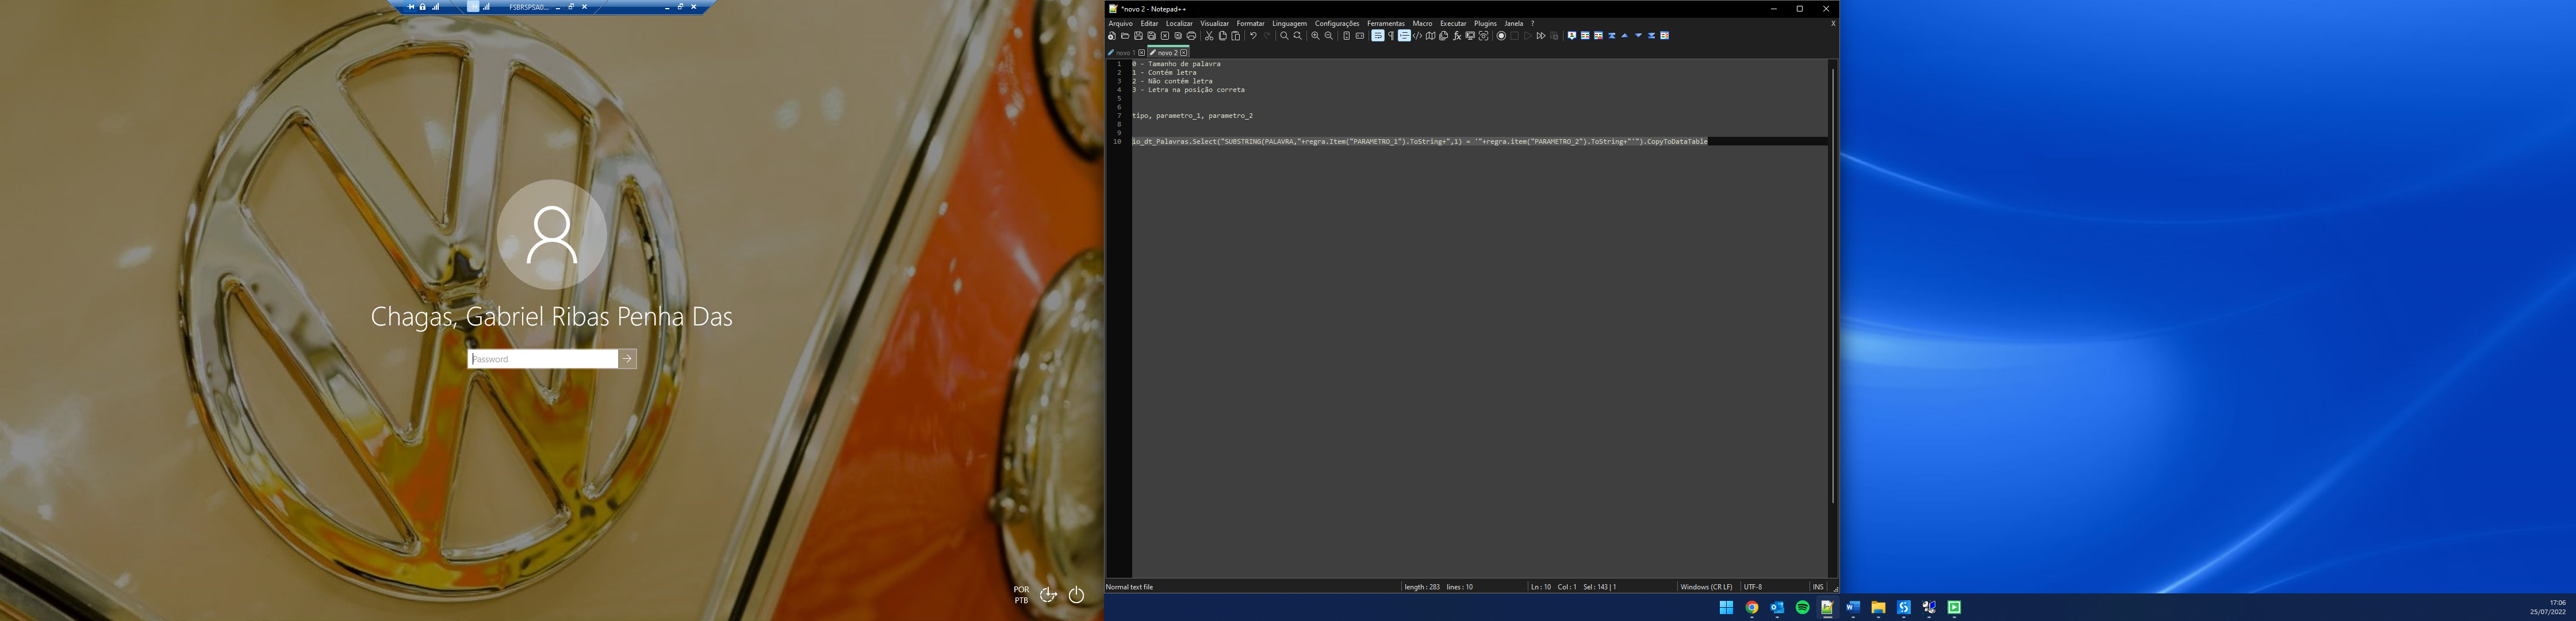 FSBRSPSA0...
Chagas, Gabriel Ribas Penha Das
Password
POR
PTB
*novo 2 - Notepad++
Arquivo Editar Localizar Visualizar Formatar Linguagem Configurações Ferramentas Macro Executar Plugins Janela ? X
novo 1 novo 2
1 0 - Tamanho de palavra
2 1 - Contém letra
3 2 - Não contém letra
4 3 - Letra na posição correta
5
6
7 tipo, parametro_1, parametro_2
8
9
10 io_dt_Palavras.Select("SUBSTRING(PALAVRA,"+regra.Item("PARAMETRO_1").ToString+",1) = '"+regra.item("PARAMETRO_2").ToString+"'").CopyToDataTable
Normal text file length : 283 lines : 10 Ln : 10 Col : 1 Sel : 143 | 1 Windows (CR LF) UTF-8 INS
17:06
25/07/2022